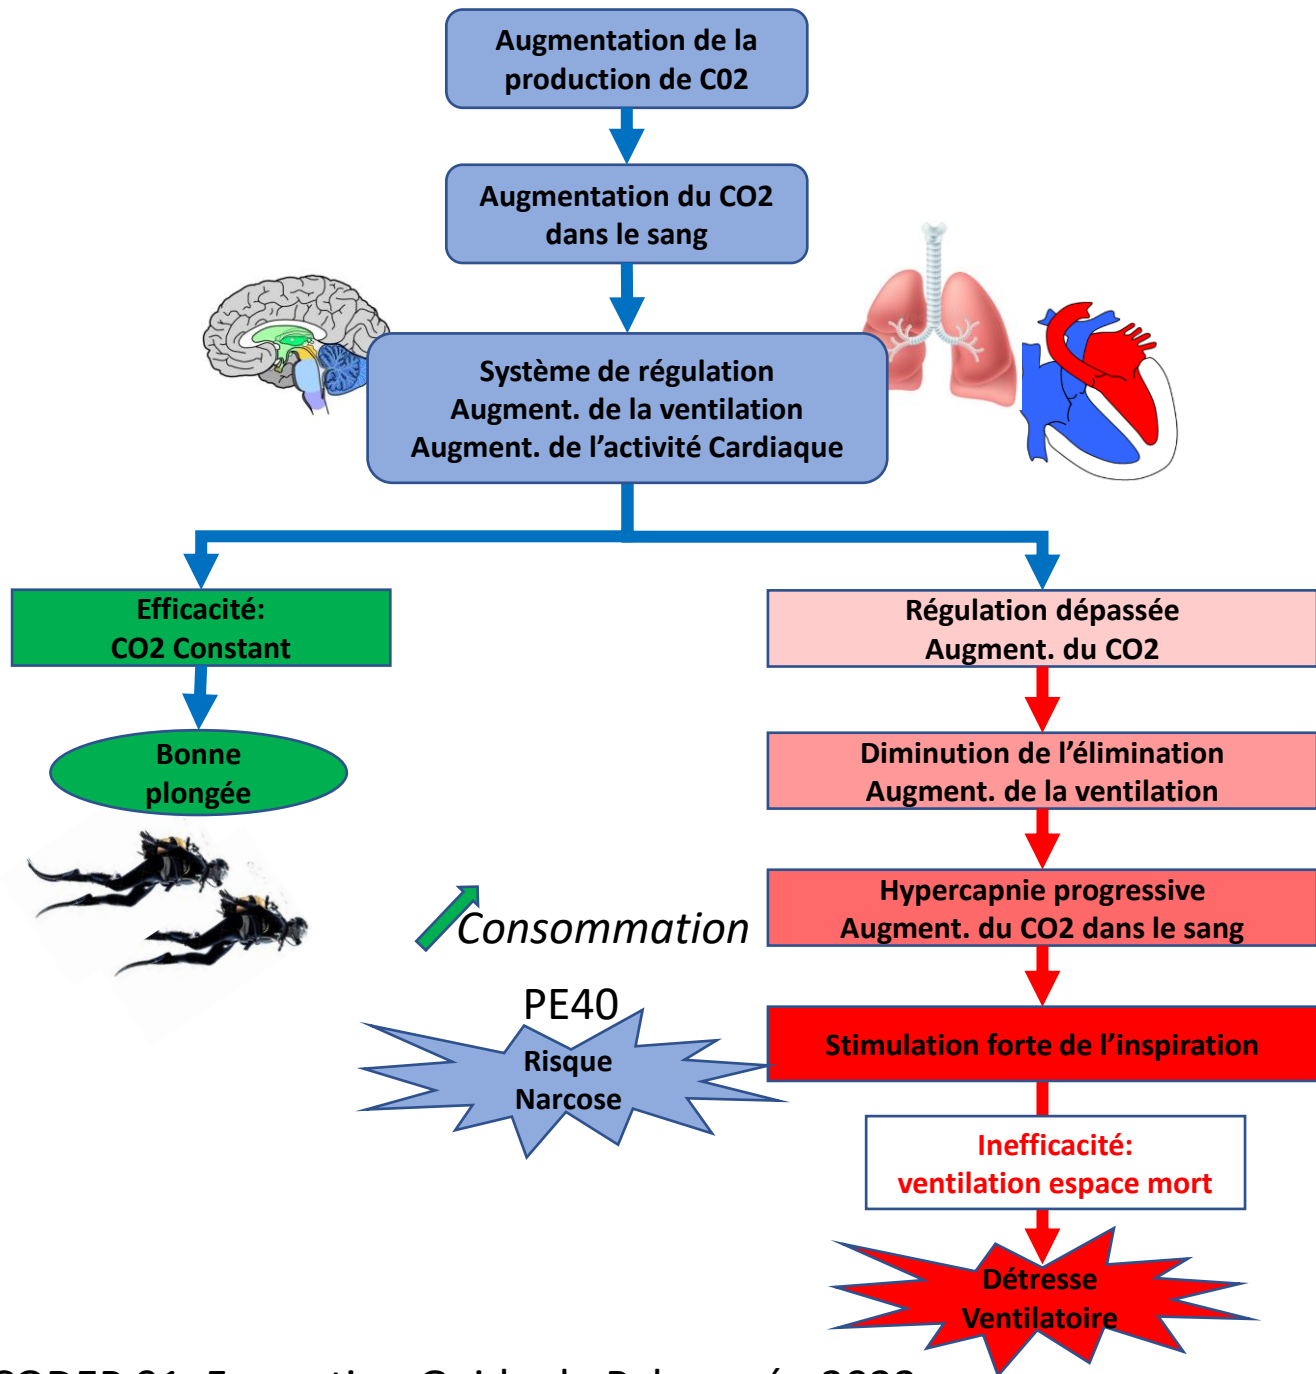 Augmentation de la
production de C02
Augmentation du CO2
dans le sang
Système de régulation
Augment. de la ventilation
Augment. de l’activité Cardiaque
Efficacité:
CO2 Constant
Bonne
plongée
Régulation dépassée
Augment. du CO2
Diminution de l’élimination
Augment. de la ventilation
Hypercapnie progressive
Augment. du CO2 dans le sang
Consommation
PE40
Risque
Narcose
Stimulation forte de l’inspiration
Inefficacité:
ventilation espace mort
Détresse
Ventilatoire